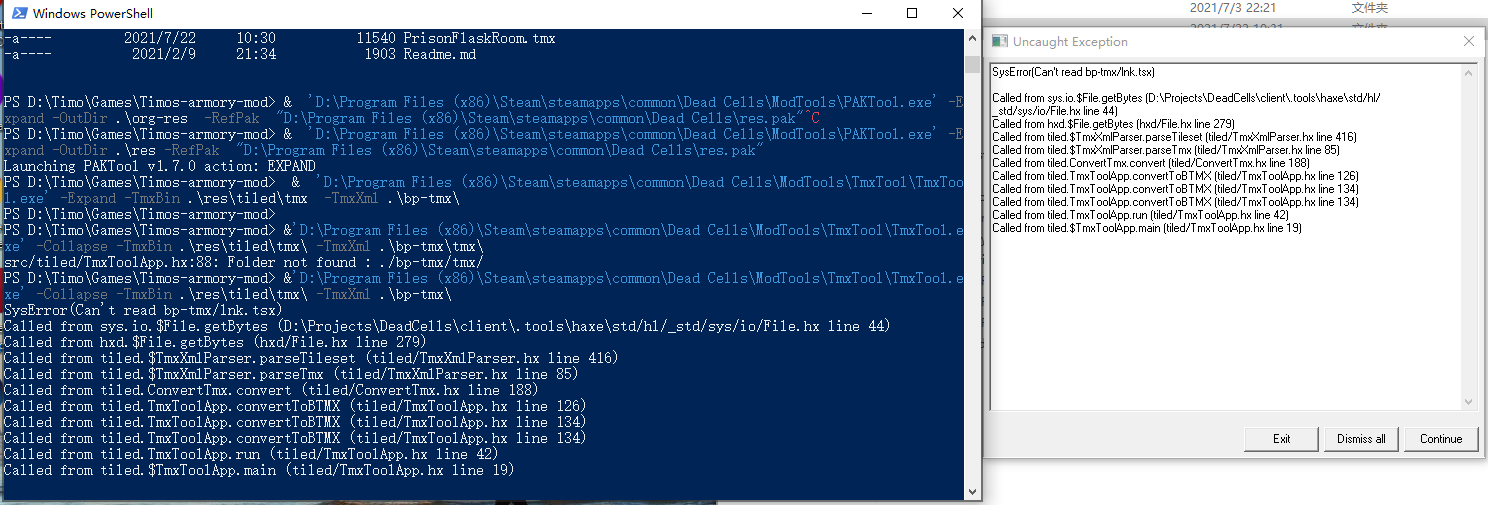 Windows PowerShell
-a---- 2021/7/22 10:30 11540 PrisonFlaskRoom.tmx
-a---- 2021/2/9 21:34 1903 Readme.md
PS D:\Timo\Games\Timos-armory-mod> & 'D:\Program Files (x86)\Steam\steamapps\common\Dead Cells\ModTools\PAKTool.exe' -E
xpand -OutDir .\org-res -RefPak "D:\Program Files (x86)\Steam\steamapps\common\Dead Cells\res.pak"^C
PS D:\Timo\Games\Timos-armory-mod> & 'D:\Program Files (x86)\Steam\steamapps\common\Dead Cells\ModTools\PAKTool.exe' -E
xpand -OutDir .\res -RefPak "D:\Program Files (x86)\Steam\steamapps\common\Dead Cells\res.pak"
Launching PAKTool v1.7.0 action: EXPAND
PS D:\Timo\Games\Timos-armory-mod> & 'D:\Program Files (x86)\Steam\steamapps\common\Dead Cells\ModTools\TmxTool\TmxToo
l.exe' -Expand -TmxBin .\res\tiled\tmx -TmxXml .\bp-tmx\
PS D:\Timo\Games\Timos-armory-mod>
PS D:\Timo\Games\Timos-armory-mod> &'D:\Program Files (x86)\Steam\steamapps\common\Dead Cells\ModTools\TmxTool\TmxTool.e
xe' -Collapse -TmxBin .\res\tiled\tmx\ -TmxXml .\bp-tmx\tmx\
src/tiled/TmxToolApp.hx:88: Folder not found : ./bp-tmx/tmx/
PS D:\Timo\Games\Timos-armory-mod> &'D:\Program Files (x86)\Steam\steamapps\common\Dead Cells\ModTools\TmxTool\TmxTool.e
xe' -Collapse -TmxBin .\res\tiled\tmx\ -TmxXml .\bp-tmx\
SysError(Can't read bp-tmx/lnk.tsx)
Called from sys.io.$File.getBytes (D:\Projects\DeadCells\client\.tools\haxe\std/hl/_std/sys/io/File.hx line 44)
Called from hxd.$File.getBytes (hxd/File.hx line 279)
Called from tiled.$TmxXmlParser.parseTileset (tiled/TmxXmlParser.hx line 416)
Called from tiled.$TmxXmlParser.parseTmx (tiled/TmxXmlParser.hx line 85)
Called from tiled.ConvertTmx.convert (tiled/ConvertTmx.hx line 188)
Called from tiled.TmxToolApp.convertToBTMX (tiled/TmxToolApp.hx line 126)
Called from tiled.TmxToolApp.convertToBTMX (tiled/TmxToolApp.hx line 134)
Called from tiled.TmxToolApp.convertToBTMX (tiled/TmxToolApp.hx line 134)
Called from tiled.TmxToolApp.run (tiled/TmxToolApp.hx line 42)
Called from tiled.$TmxToolApp.main (tiled/TmxToolApp.hx line 19)
2021/7/3 22:21 文件夹
Uncaught Exception
SysError(Can't read bp-tmx/lnk.tsx)
Called from sys.io.$File.getBytes (D:\Projects\DeadCells\client\.tools\haxe\std/hl/
_std/sys/io/File.hx line 44)
Called from hxd.$File.getBytes (hxd/File.hx line 279)
Called from tiled.$TmxXmlParser.parseTileset (tiled/TmxXmlParser.hx line 416)
Called from tiled.$TmxXmlParser.parseTmx (tiled/TmxXmlParser.hx line 85)
Called from tiled.ConvertTmx.convert (tiled/ConvertTmx.hx line 188)
Called from tiled.TmxToolApp.convertToBTMX (tiled/TmxToolApp.hx line 126)
Called from tiled.TmxToolApp.convertToBTMX (tiled/TmxToolApp.hx line 134)
Called from tiled.TmxToolApp.convertToBTMX (tiled/TmxToolApp.hx line 134)
Called from tiled.TmxToolApp.run (tiled/TmxToolApp.hx line 42)
Called from tiled.$TmxToolApp.main (tiled/TmxToolApp.hx line 19)
Exit
Dismiss all
Continue